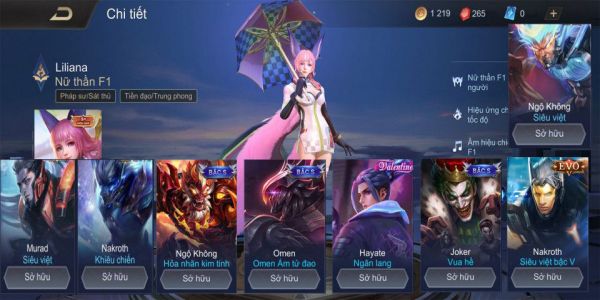 Chi tiết
1 219
265
0
+
Liliana
Nữ thần F1
Pháp sư/Sát thủ
Tiên đạo/Trung phong
Nữ thần F1
người
Hiệu ứng ch
tốc độ
Âm hiệu chi
F1
Ngộ Không
Siêu việt
Sở hữu
Murad
Siêu việt
Sở hữu
Nakroth
Khiêu chiến
Sở hữu
BẬC S
Ngộ Không
Hỏa nhãn kim tinh
Sở hữu
BẬC S
Omen
Omen Ám tử đao
Sở hữu
Valentine
Hayate
Ngân lang
Sở hữu
BẬC S
Joker
Vua hề
Sở hữu
EVO
Nakroth
Siêu việt bậc V
Sở hữu